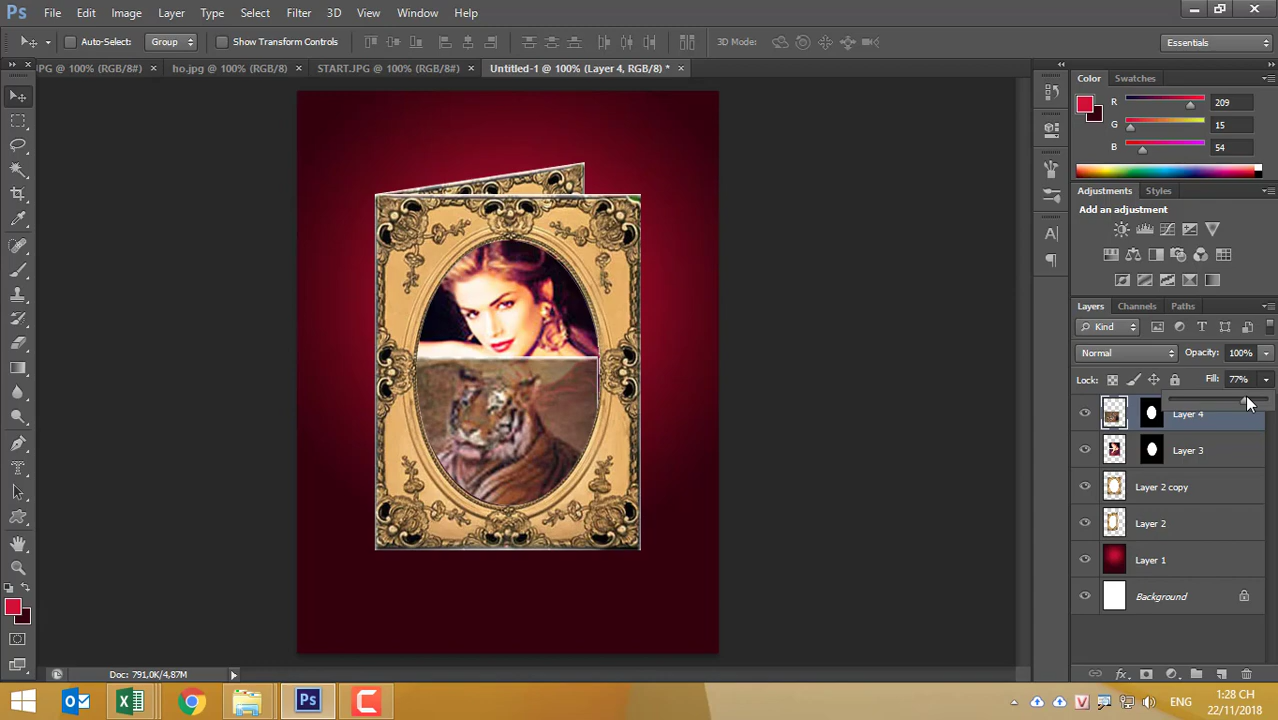 Ps File Edit Image Layer Type Select Filter 3D View Window Help
Auto-Select: Group Show Transform Controls 3D Mode: Essentials
JPG @ 100% (RGB/8#) × ho.jpg @ 100% (RGB/8) × START.JPG @ 100% (RGB/8#) × Untitled-1 @ 100% (Layer 4, RGB/8) * ×
Color Swatches
R 209
G 15
B 54
Adjustments Styles
Add an adjustment
Layers Channels Paths
Kind
Normal Opacity: 100%
Lock: Fill: 77%
Layer 4
Layer 3
Layer 2 copy
Layer 2
Layer 1
Background
Doc: 791,0K/4,87M
ENG 1:28 CH
22/11/2018